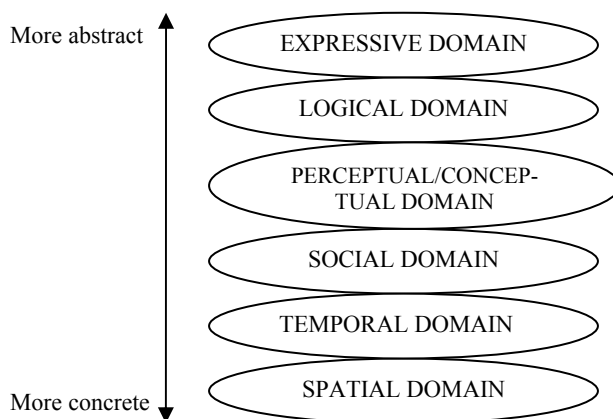 More abstract
EXPRESSIVE DOMAIN
LOGICAL DOMAIN
PERCEPTUAL/CONCEP-
TUAL DOMAIN
SOCIAL DOMAIN
TEMPORAL DOMAIN
More concrete
SPATIAL DOMAIN